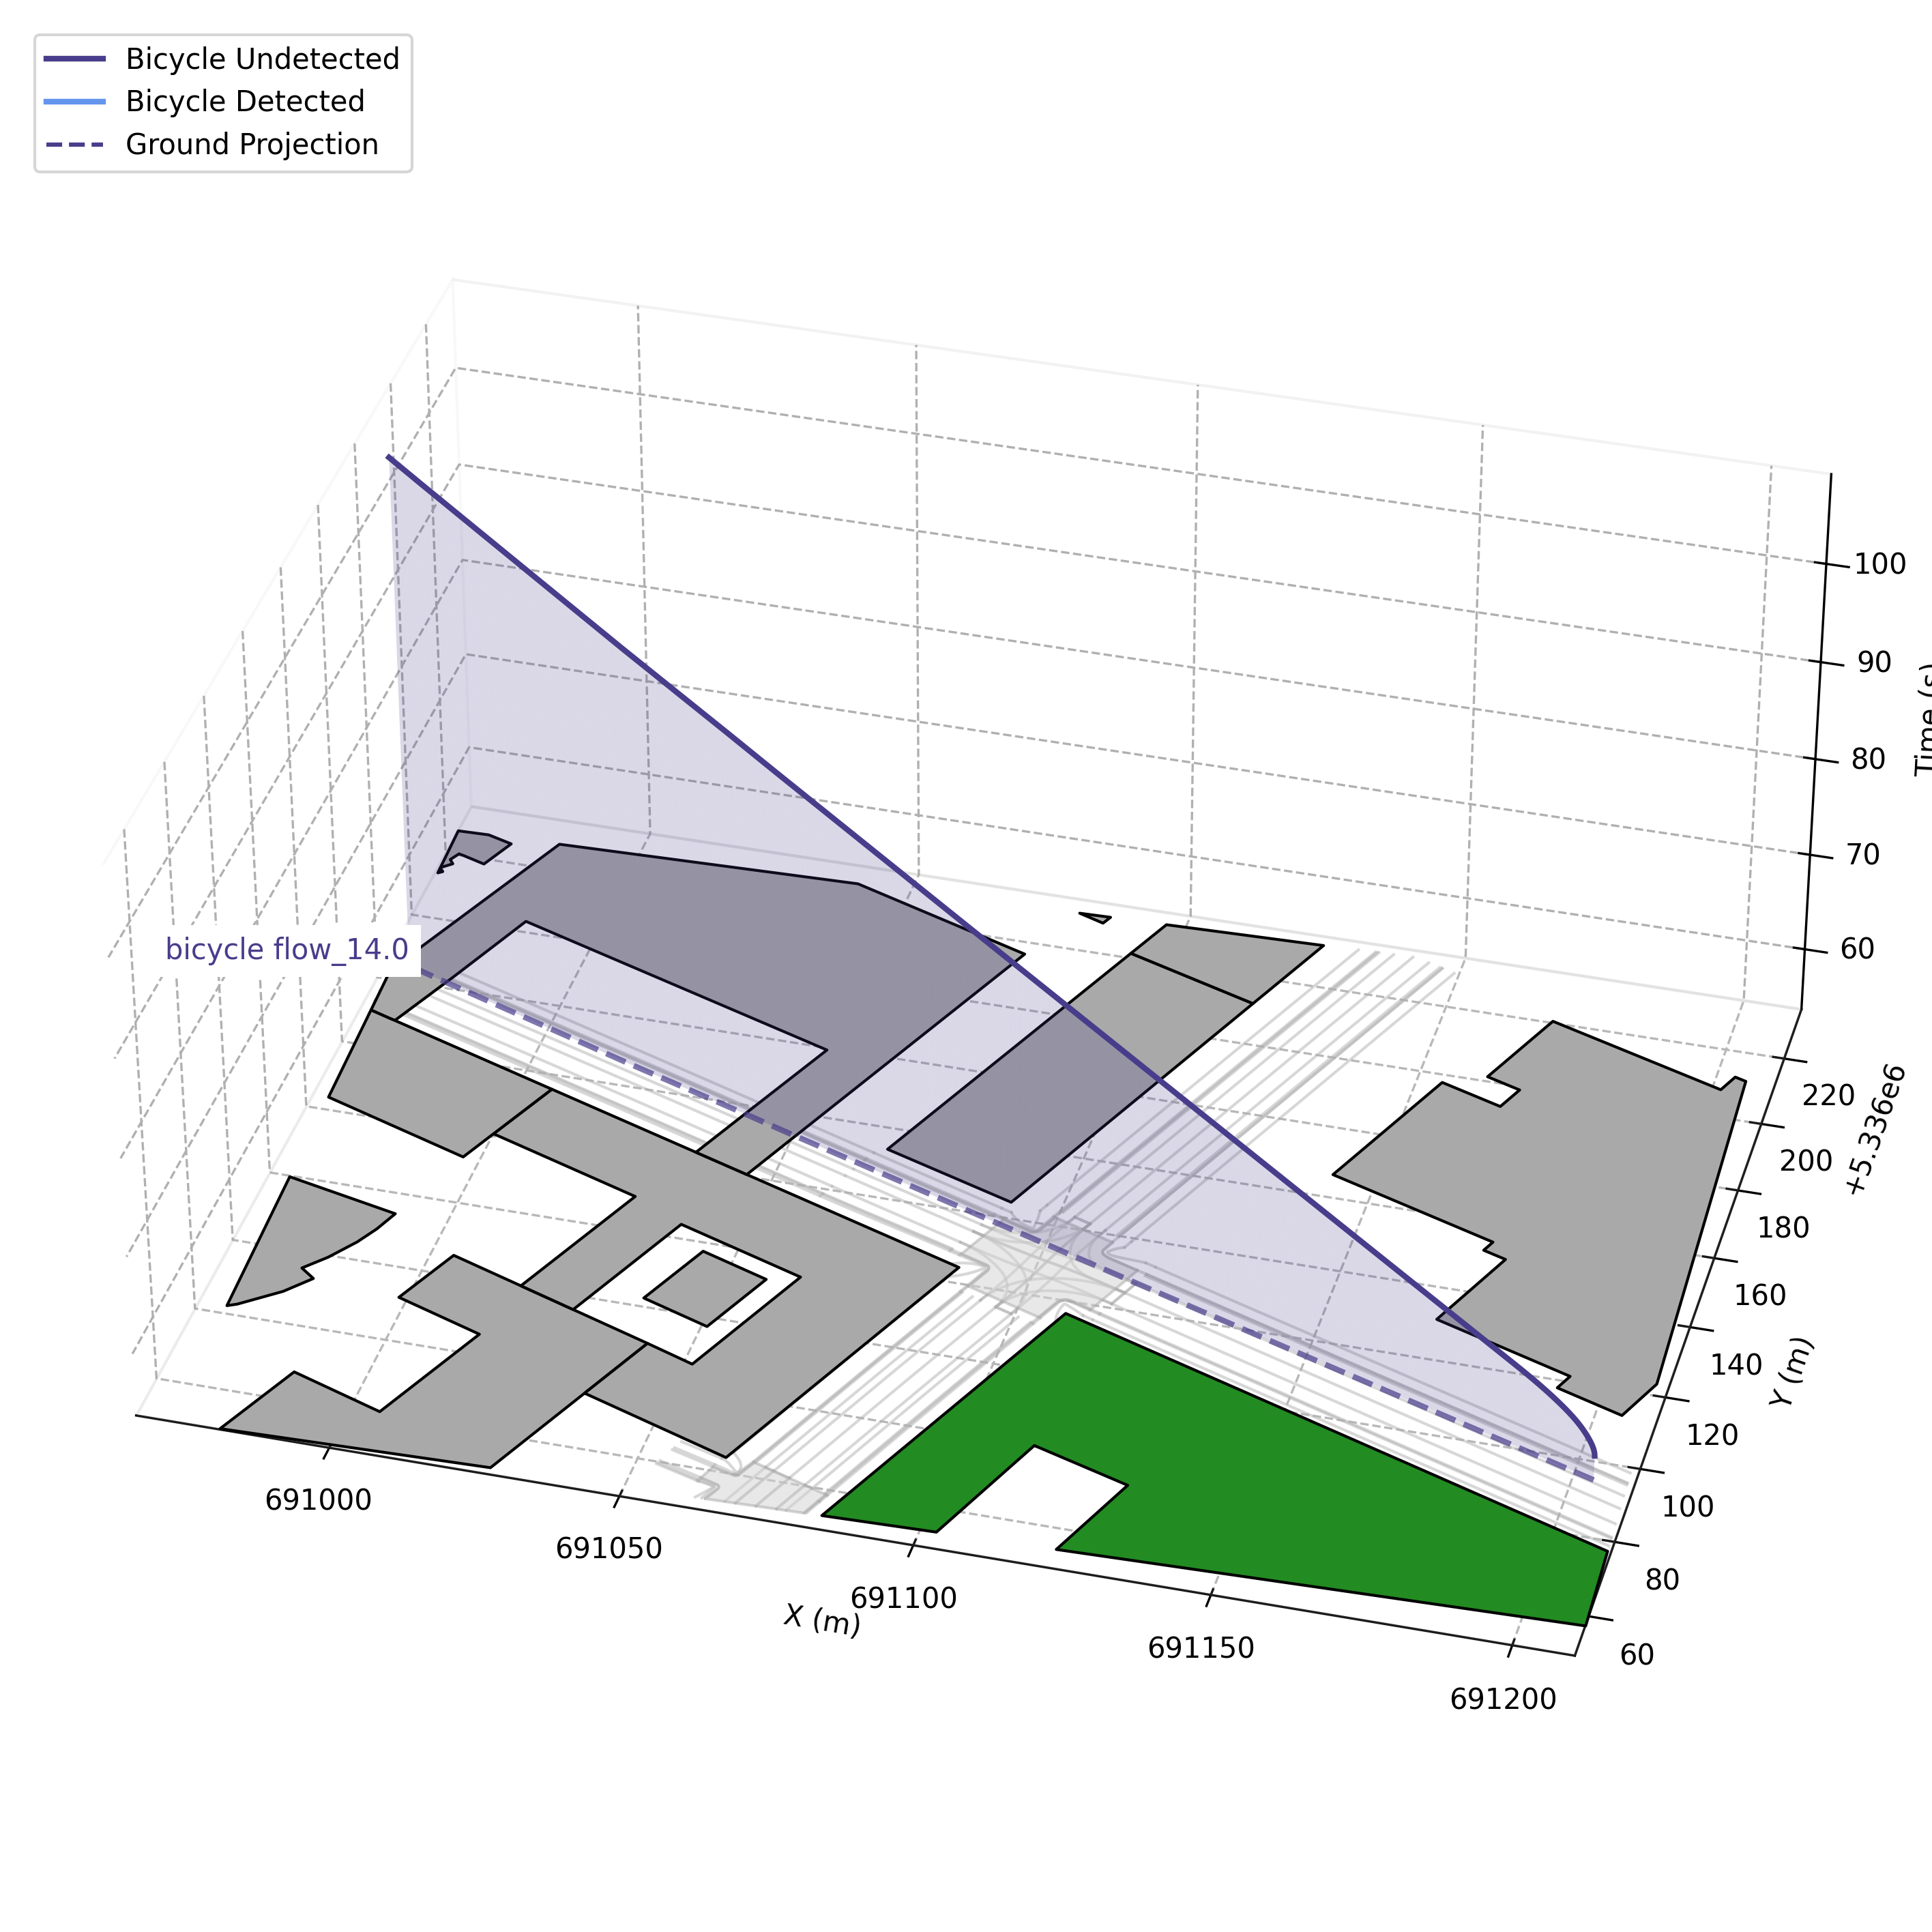 Bicycle Undetected
Bicycle Detected
Ground Projection
100
90
80
70
60
Time (s)
bicycle flow_14.0
220
200
180
160
140
120
100
80
60
+5.336e6
Y (m)
691000
691050
691100
691150
691200
X (m)